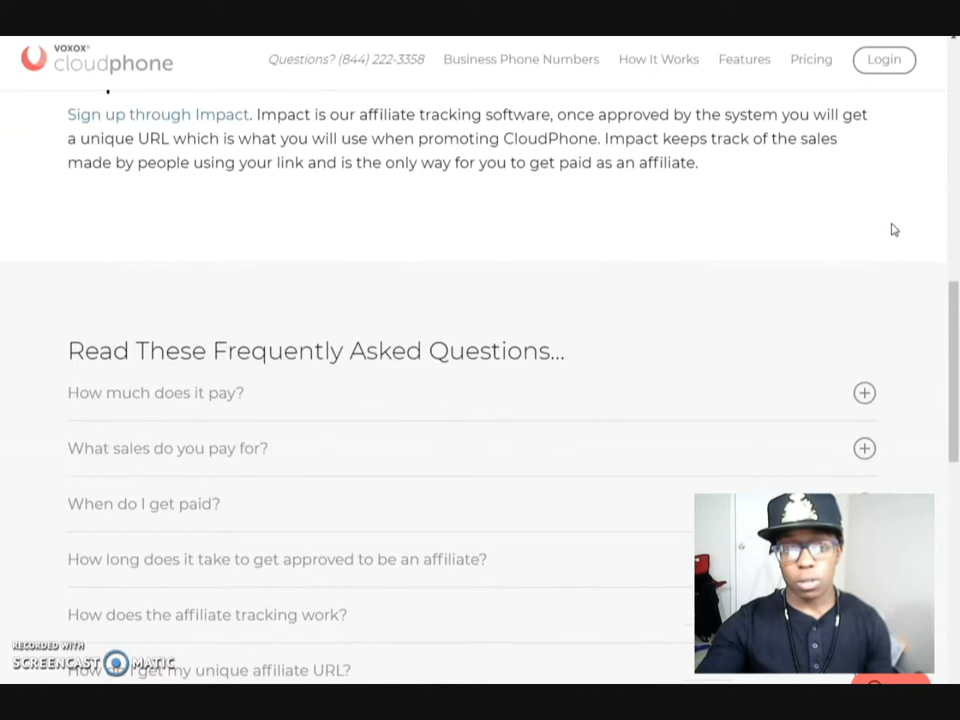 VOXOX®
cloudphone
Questions? (844) 222-3358
Business Phone Numbers
How It Works
Features
Pricing
Login
Sign up through Impact. Impact is our affiliate tracking software, once approved by the system you will get
a unique URL which is what you will use when promoting CloudPhone. Impact keeps track of the sales
made by people using your link and is the only way for you to get paid as an affiliate.
Read These Frequently Asked Questions...
How much does it pay?
What sales do you pay for?
When do I get paid?
How long does it take to get approved to be an affiliate?
How does the affiliate tracking work?
RECORDED WITH
SCREENCAST MATIC
How do I get my unique affiliate URL?